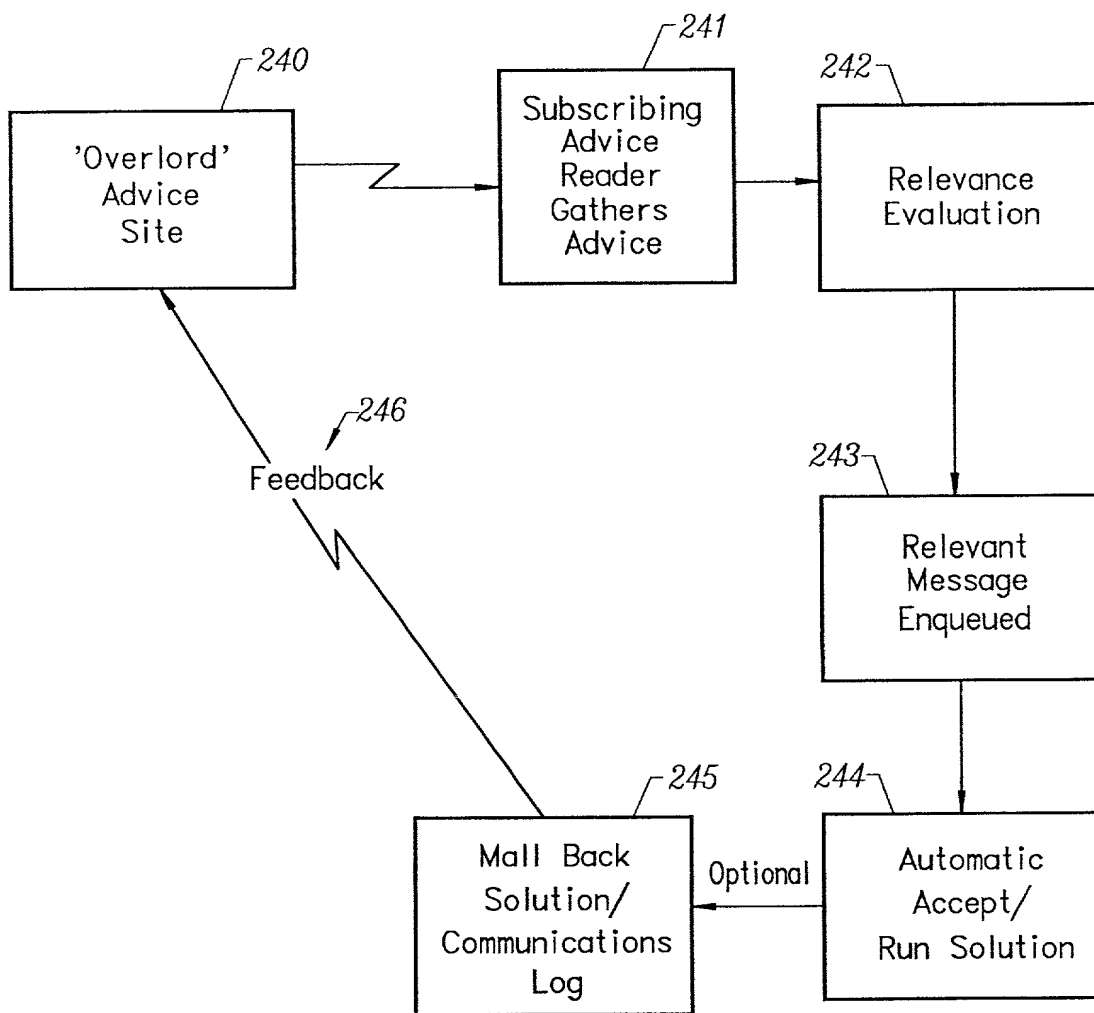 240
'Overlord'
Advice
Site
241
Subscribing
Advice
Reader
Gathers
Advice
242
Relevance
Evaluation
243
Relevant
Message
Enqueued
244
Automatic
Accept/
Run Solution
Optional
245
Mall Back
Solution/
Communications
Log
246
Feedback